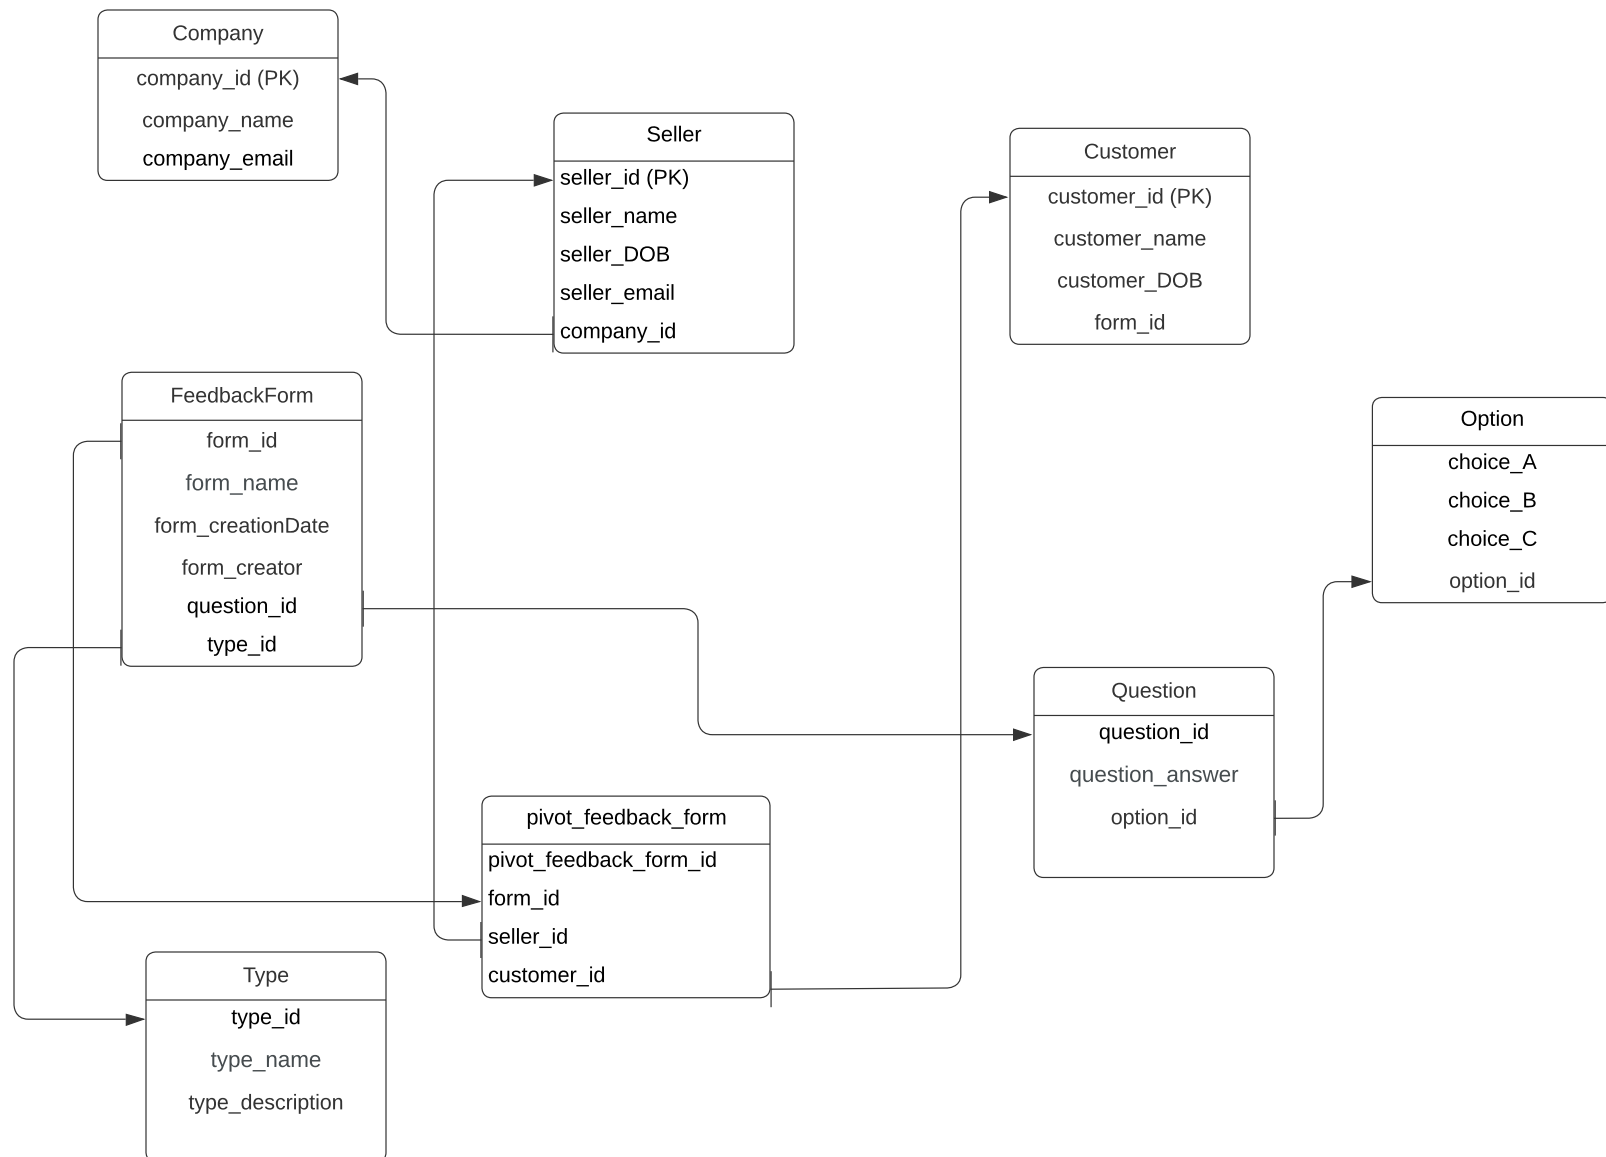 Company
company_id (PK)
company_name
company_email
Seller
seller_id (PK)
seller_name
seller_DOB
seller_email
company_id
Customer
customer_id (PK)
customer_name
customer_DOB
form_id
FeedbackForm
form_id
form_name
form_creationDate
form_creator
question_id
type_id
Option
choice_A
choice_B
choice_C
option_id
Question
question_id
question_answer
option_id
pivot_feedback_form
pivot_feedback_form_id
form_id
seller_id
customer_id
Type
type_id
type_name
type_description